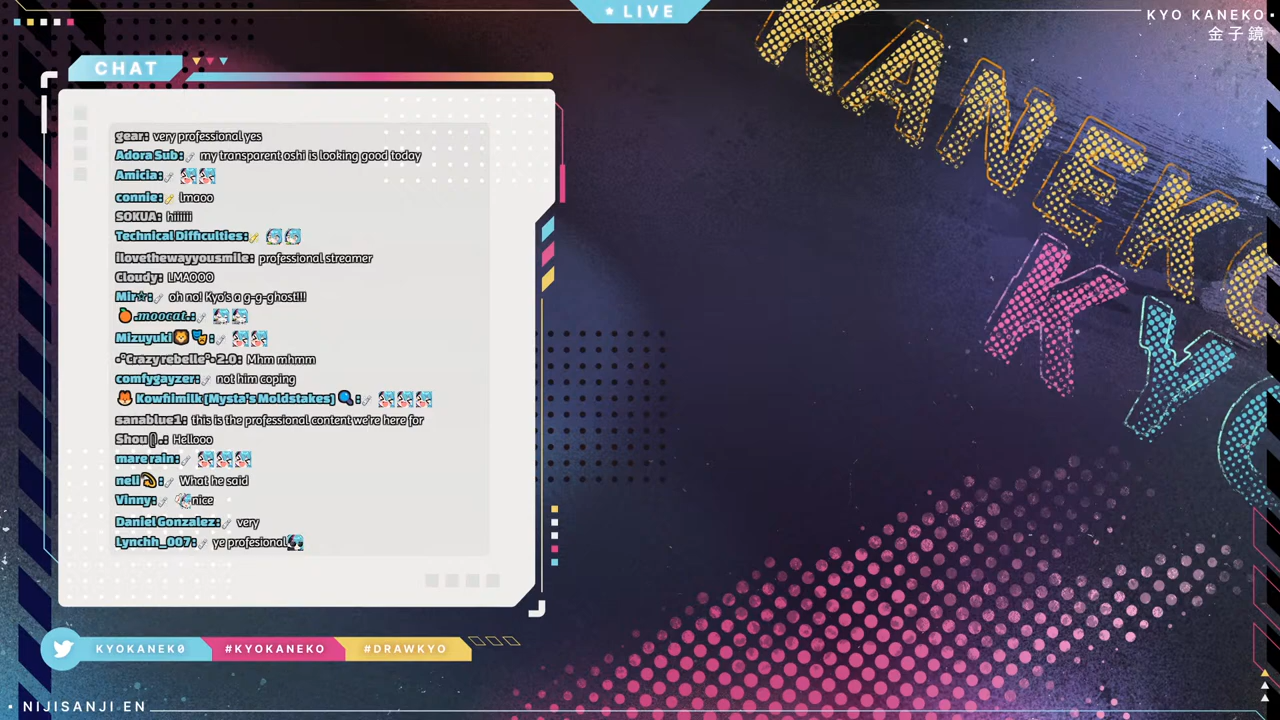 LIVE
KYO KANEKO
金子鏡
KANEKO
KYO
CHAT
gear: very professional yes
Adora Sub: my transparent oshi is looking good today
Amicia:
connie: lmaoo
SOKUA: hiiiiii
Technical Difficulties:
ilovethewayyousmile: professional streamer
Cloudy: LMAOOO
Mir☆: oh no! Kyo's a g-g-ghost!!!
.moocat.:
Mizuyuki:
•°Crazy rebelle°• 2.0: Mhm mhmm
comfygayzer: not him coping
Kowfimilk [Mysta's Moldstakes]:
sanablue1: this is the professional content we're here for
Shou().: Hellooo
mare rain:
nell: What he said
Vinny: nice
Daniel Gonzalez: very
Lynchh_007: ye profesional
KYOKANEK0
#KYOKANEKO
#DRAWKYO
NIJISANJI EN